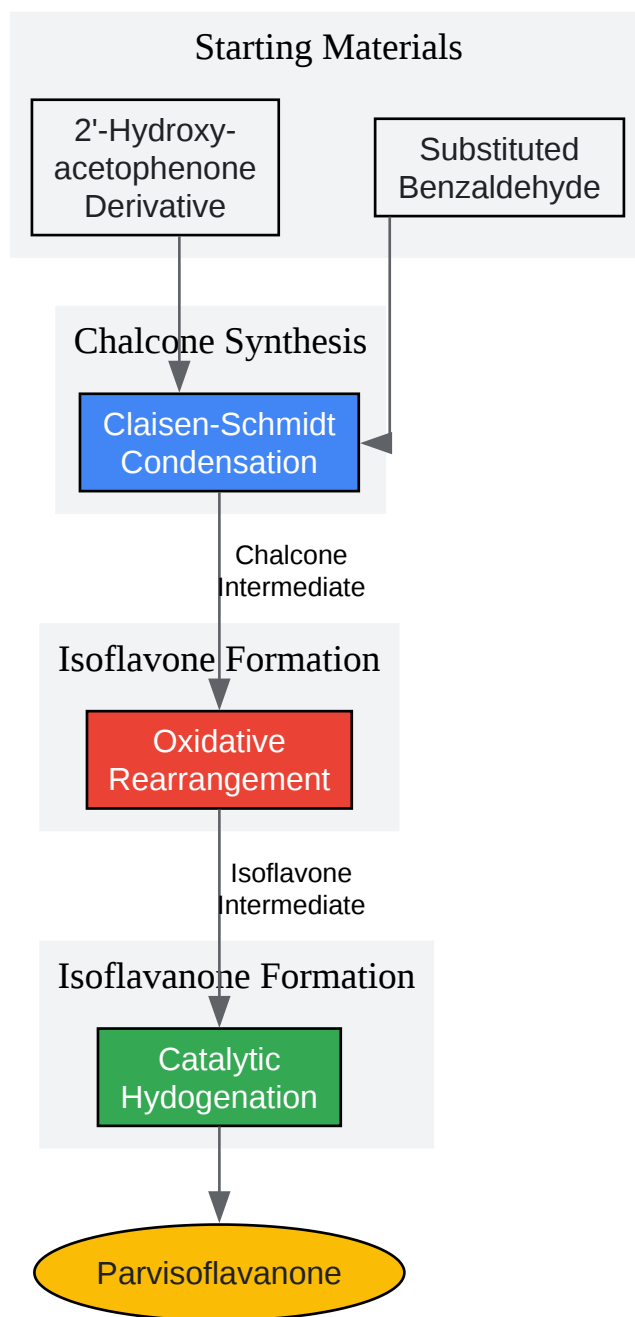 Starting Materials
2'-Hydroxy-
acetophenone
Derivative
Substituted
Benzaldehyde
Chalcone Synthesis
Claisen-Schmidt
Condensation
Chalcone
Intermediate
Isoflavone Formation
Oxidative
Rearrangement
Isoflavone
Intermediate
Isoflavanone Formation
Catalytic
Hydogenation
Parvisoflavanone